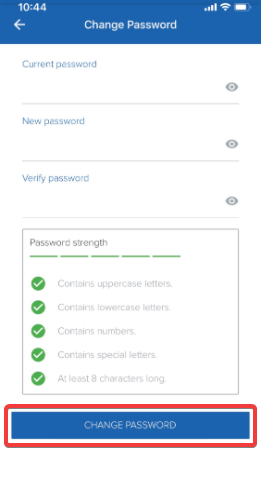 10:44
Change Password
Current password
New password
Verify password
Password strength
Contains uppercase letters.
Contains lowercase letters.
Contains numbers.
Contains special letters.
At least 8 characters long.
CHANGE PASSWORD